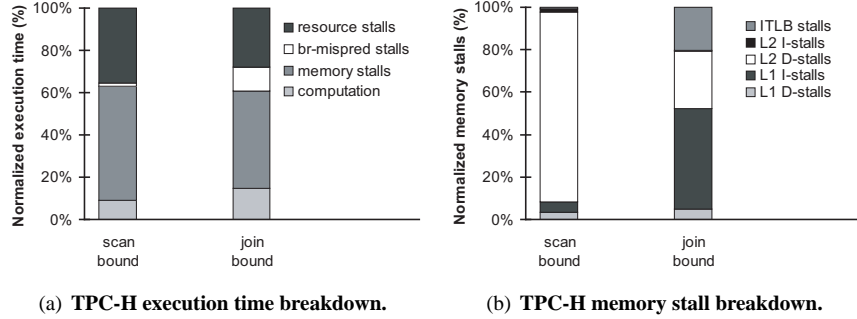 Normalized execution time (%)
100%
80%
60%
40%
20%
0%
scan
bound
join
bound
resource stalls
br-mispred stalls
memory stalls
computation
(a) TPC-H execution time breakdown.
Normalized memory stalls (%)
100%
80%
60%
40%
20%
0%
scan
bound
join
bound
ITLB stalls
L2 I-stalls
L2 D-stalls
L1 I-stalls
L1 D-stalls
(b) TPC-H memory stall breakdown.